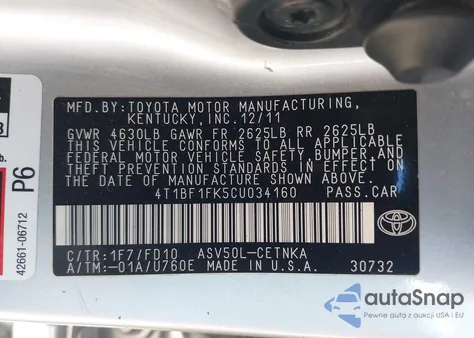 MFD. BY: TOYOTA MOTOR MANUFACTURING,
KENTUCKY, INC. 12/11
GVWR 4630LB GAWR FR 2625LB RR 2625LB
THIS VEHICLE CONFORMS TO ALL APPLICABLE
FEDERAL MOTOR VEHICLE SAFETY, BUMPER, AND
THEFT PREVENTION STANDARDS IN EFFECT ON
THE DATE OF MANUFACTURE SHOWN ABOVE.
4T1BF1FK5CU034160 PASS.CAR
C/TR:1F7/FD10 ASV50L-CETNKA
A/TM:-01A/U760E MADE IN U.S.A. 30732
TOYOTA
P6
42661-06712
autoSnap
Pewne auta z aukcji USA i EU